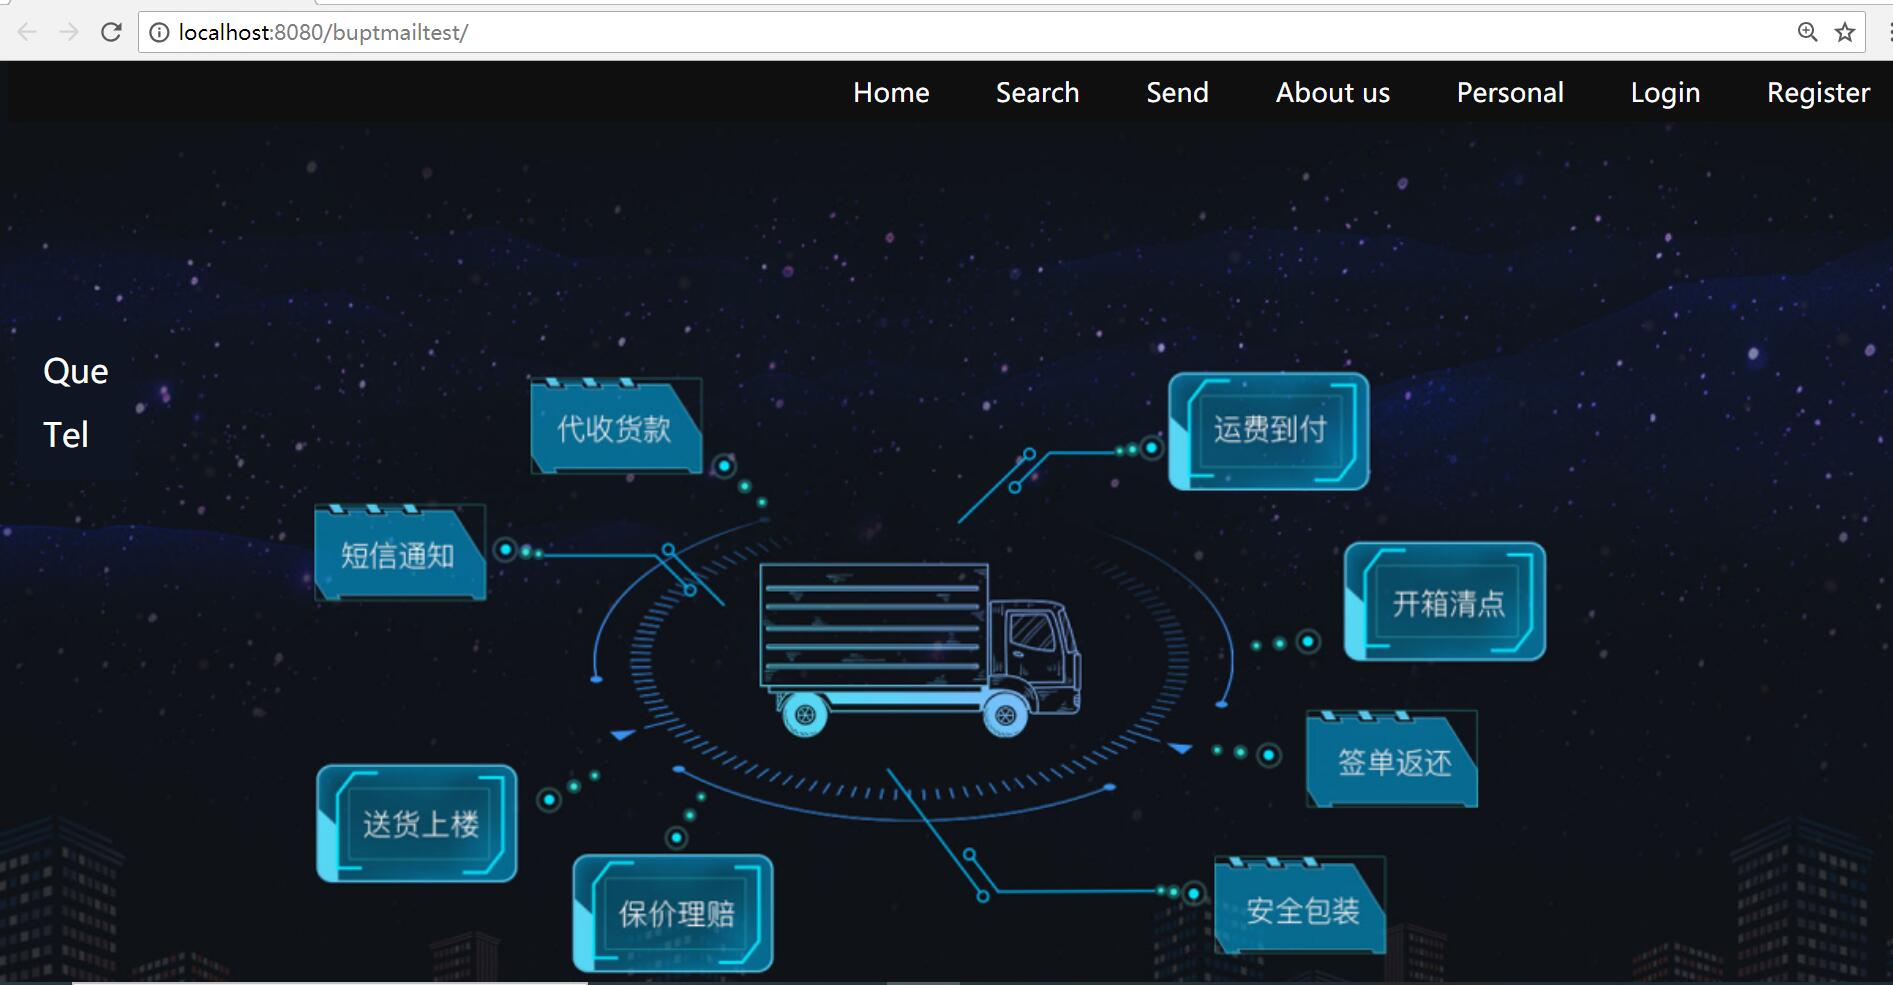 localhost:8080/buptmailtest/
Home Search Send About us Personal Login Register
Que
Tel
代收货款
运费到付
短信通知
开箱清点
签单返还
送货上楼
保价理赔
安全包装